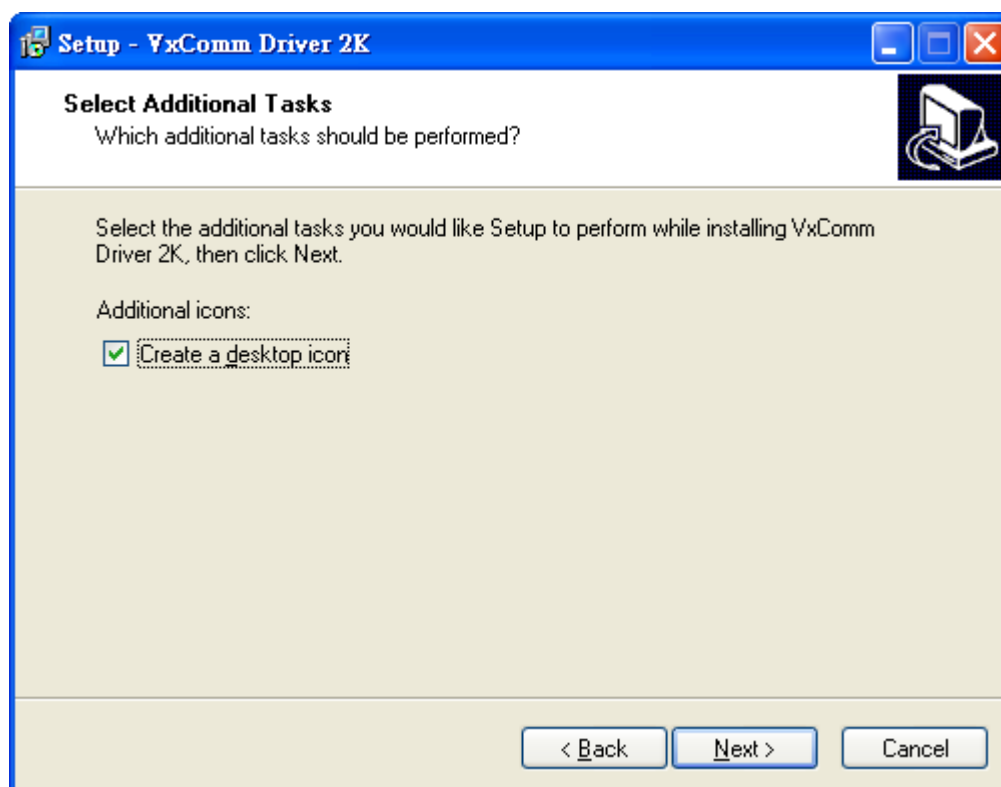 Setup - VxComm Driver 2K
Select Additional Tasks
Which additional tasks should be performed?
Select the additional tasks you would like Setup to perform while installing VxComm
Driver 2K, then click Next.
Additional icons:
Create a desktop icon
< Back
Next >
Cancel